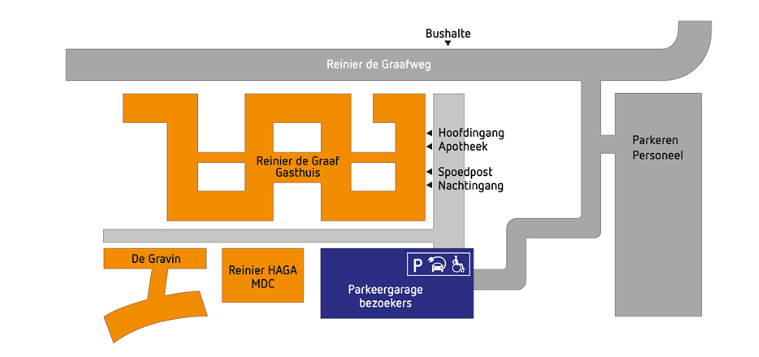 Bushalte
Reinier de Graafweg
Hoofdingang
Apotheek
Parkeren
Personeel
Reinier de Graaf
Gasthuis
Spoedpost
Nachtingang
De Gravin
Reinier HAGA
MDC
P
Parkeergarage
bezoekers